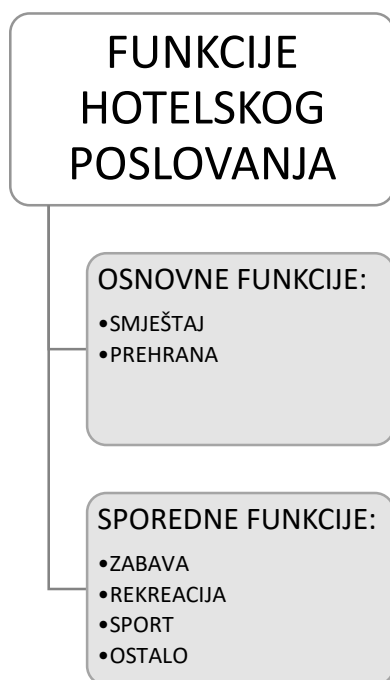 FUNKCIJE
HOTELSKOG
POSLOVANJA
OSNOVNE FUNKCIJE:
•SMJEŠTAJ
•PREHRANA
SPOREDNE FUNKCIJE:
•ZABAVA
•REKREACIJA
•SPORT
•OSTALO